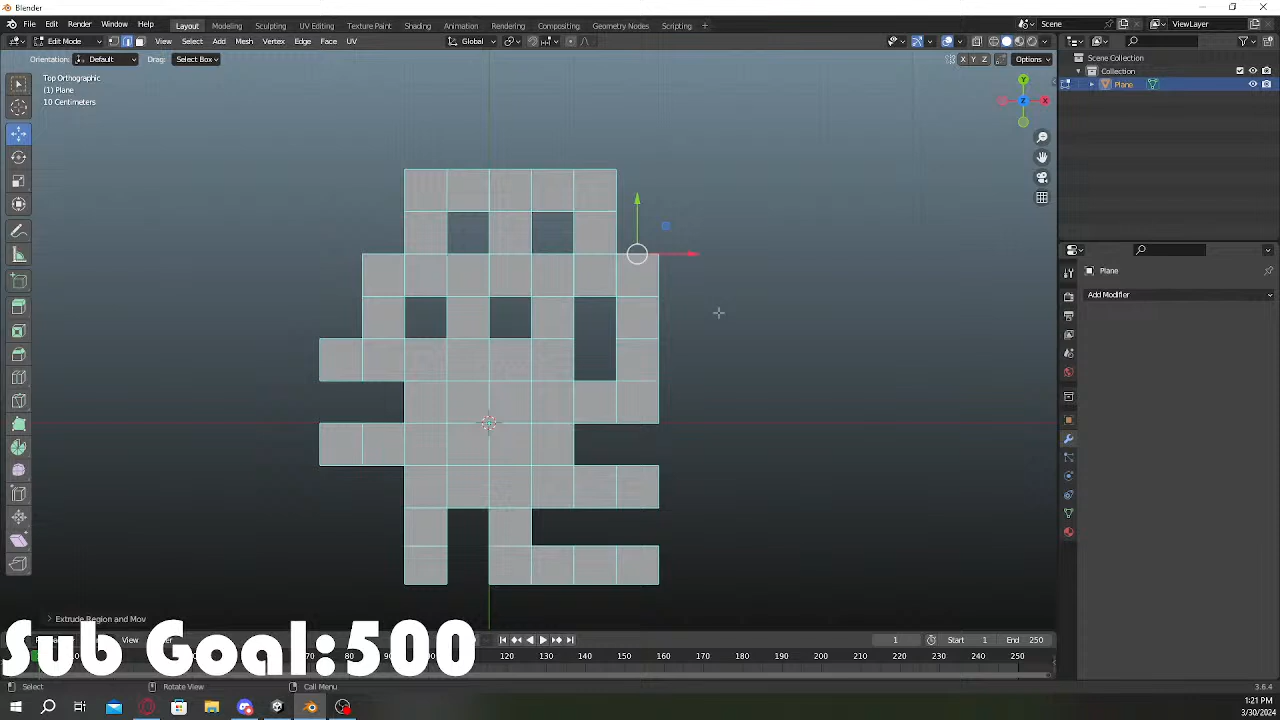 Blender
File Edit Render Window Help Layout Modeling Sculpting UV Editing Texture Paint Shading Animation Rendering Compositing Geometry Nodes Scripting + Scene ViewLayer
Edit Mode View Select Add Mesh Vertex Edge Face UV Global
Orientation: Default Drag: Select Box X Y Z Options
Top Orthographic
(1) Plane
10 Centimeters
Y
Z X
Scene Collection
Collection
Plane
Plane
Add Modifier
Extrude Region and Mov
Sub Goal:500
1 Start 1 End 250
120 130 140 150 160 170 180 190 200 210 220 230 240 250
Select Rotate View Call Menu 3.6.4
1:21 PM
3/30/2024